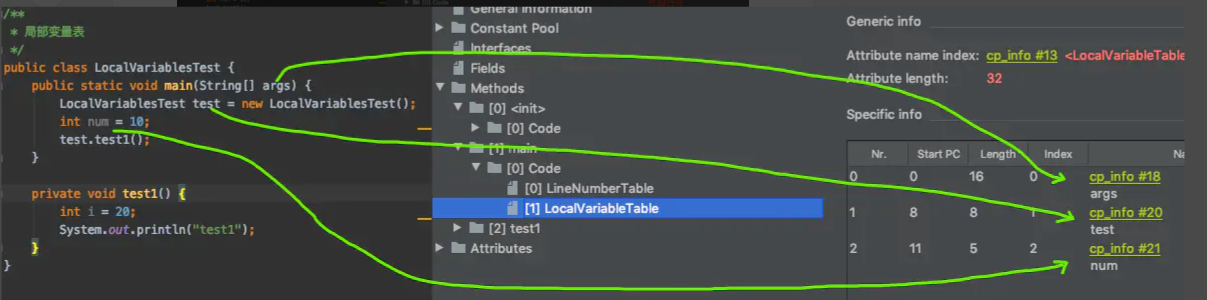 /**
* 局部变量表
*/
public class LocalVariablesTest {
public static void main(String[] args) {
LocalVariablesTest test = new LocalVariablesTest();
int num = 10;
test.test1();
}
private void test1() {
int i = 20;
System.out.println("test1");
}
}
General Information
Constant Pool
Interfaces
Fields
Methods
[0] <init>
[0] Code
[1] main
[0] Code
[0] LineNumberTable
[1] LocalVariableTable
[2] test1
Attributes
Generic info
Attribute name index: cp_info #13 <LocalVariableTable
Attribute length: 32
Specific info
Nr. Start PC Length Index Na
0 0 16 0 cp_info #18
args
1 8 8 1 cp_info #20
test
2 11 5 2 cp_info #21
num